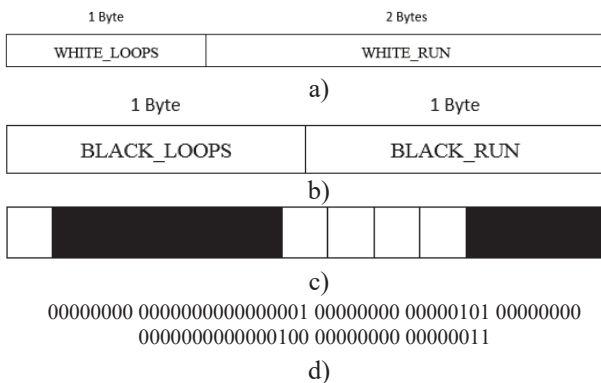 1 Byte 2 Bytes
WHITE_LOOPS WHITE_RUN
a)
1 Byte 1 Byte
BLACK_LOOPS BLACK_RUN
b)
c)
00000000 0000000000000001 00000000 00000101 00000000
0000000000000100 00000000 00000011
d)